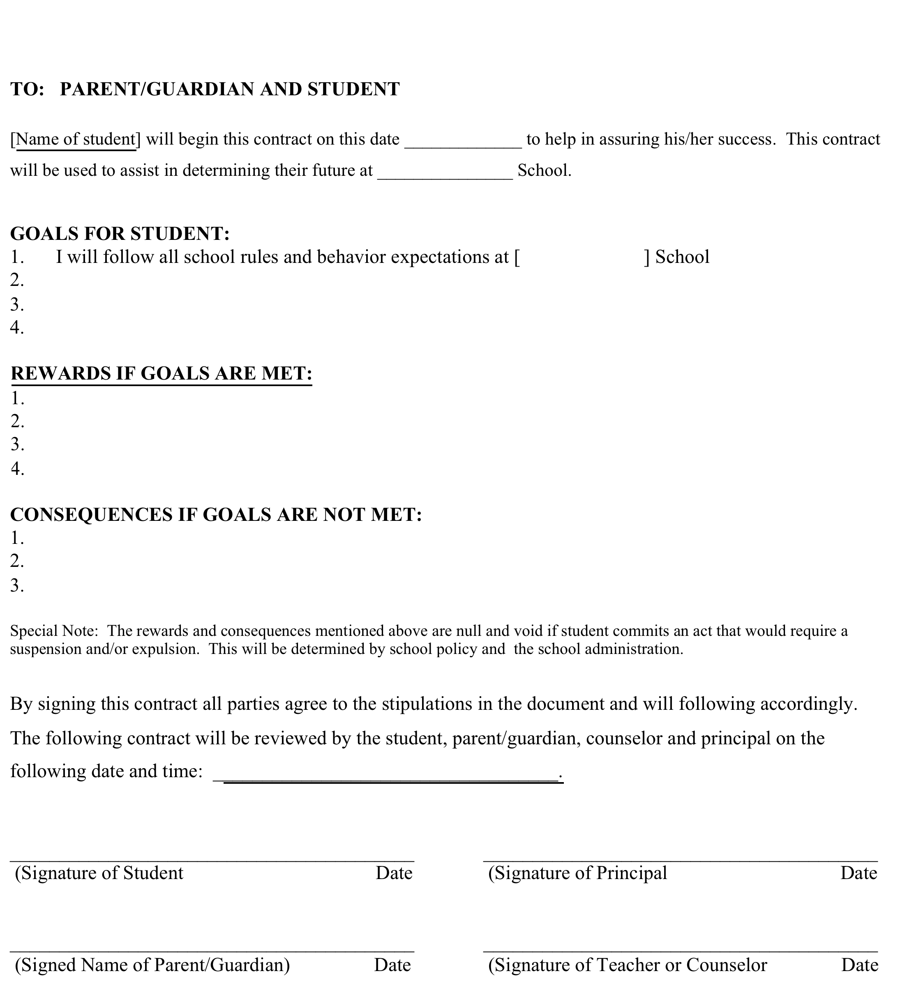 TO: PARENT/GUARDIAN AND STUDENT
[Name of student] will begin this contract on this date _____________ to help in assuring his/her success. This contract
will be used to assist in determining their future at _______________ School.
GOALS FOR STUDENT:
1. I will follow all school rules and behavior expectations at [ ] School
2.
3.
4.
REWARDS IF GOALS ARE MET:
1.
2.
3.
4.
CONSEQUENCES IF GOALS ARE NOT MET:
1.
2.
3.
Special Note: The rewards and consequences mentioned above are null and void if student commits an act that would require a
suspension and/or expulsion. This will be determined by school policy and the school administration.
By signing this contract all parties agree to the stipulations in the document and will following accordingly.
The following contract will be reviewed by the student, parent/guardian, counselor and principal on the
following date and time: __________________________________.
(Signature of Student Date (Signature of Principal Date
(Signed Name of Parent/Guardian) Date (Signature of Teacher or Counselor Date